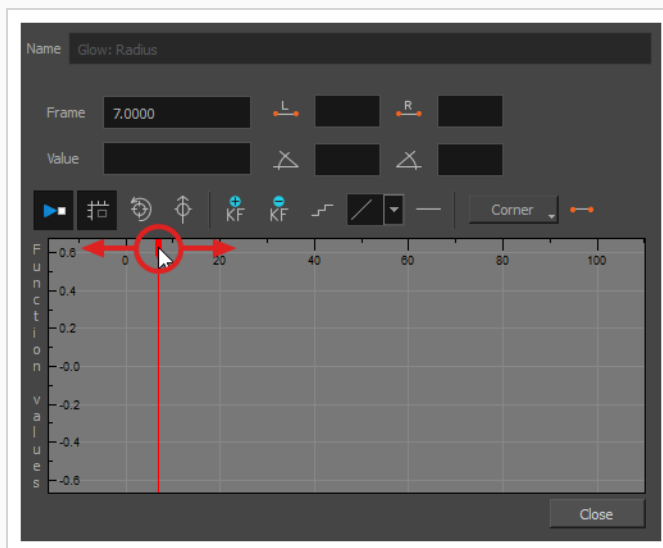 Name Glow: Radius
Frame 7.0000 L R
Value
KF KF Corner
Function values
0 20 40 60 80 100
-0.6
-0.4
-0.2
-0.0
-0.2
-0.4
-0.6
Close